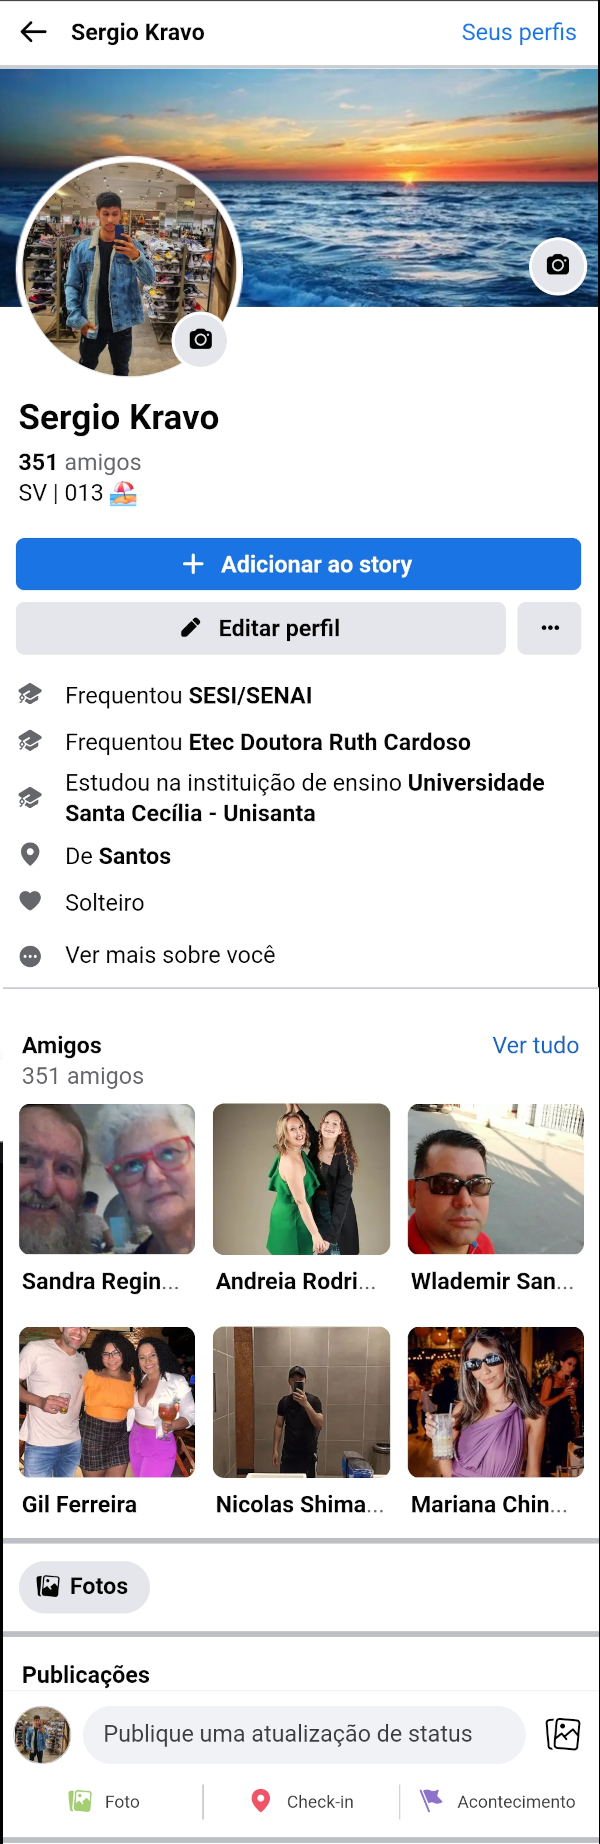 Sergio Kravo
Seus perfis
Sergio Kravo
351 amigos
SV | 013 🏖️
Adicionar ao story
Editar perfil
Frequentou SESI/SENAI
Frequentou Etec Doutora Ruth Cardoso
Estudou na instituição de ensino Universidade
Santa Cecília - Unisanta
De Santos
Solteiro
Ver mais sobre você
Amigos
Ver tudo
351 amigos
Sandra Regin...
Andreia Rodri...
Wlademir San...
Gil Ferreira
Nicolas Shima...
Mariana Chin...
Fotos
Publicações
Publique uma atualização de status
Foto
Check-in
Acontecimento